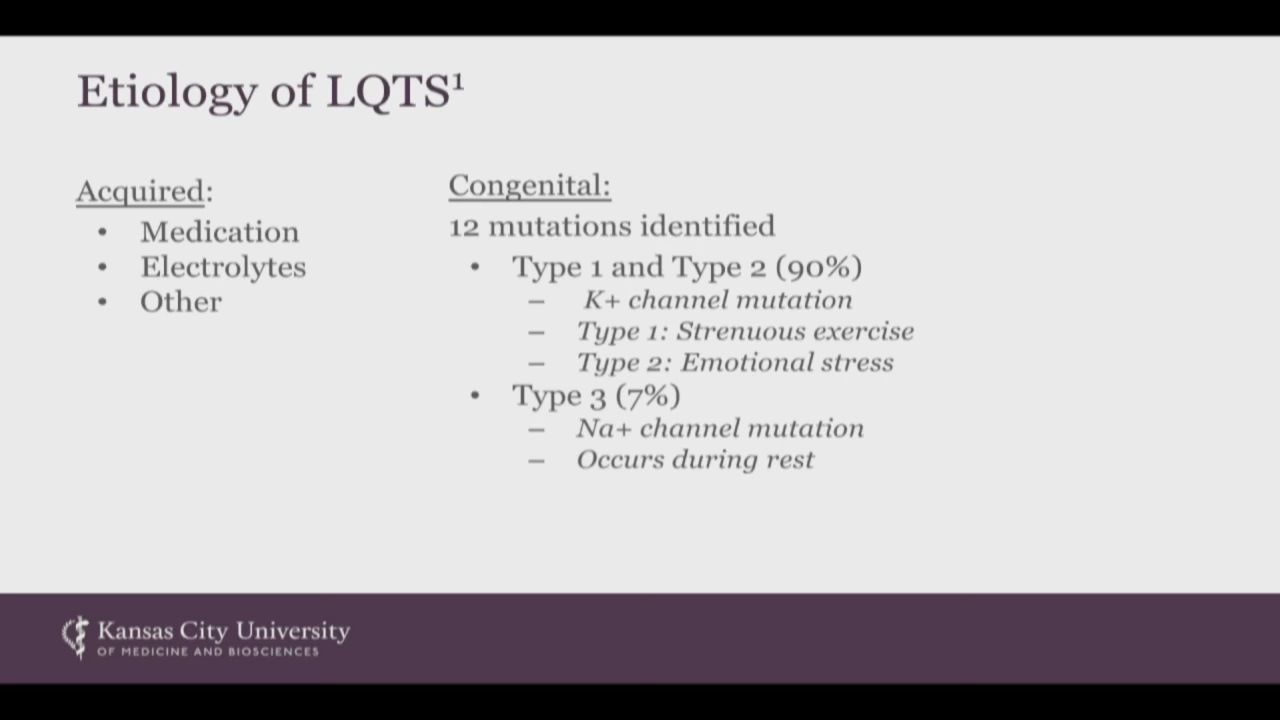 Etiology of LQTS¹
Acquired:
• Medication
• Electrolytes
• Other
Congenital:
12 mutations identified
• Type 1 and Type 2 (90%)
– K+ channel mutation
– Type 1: Strenuous exercise
– Type 2: Emotional stress
• Type 3 (7%)
– Na+ channel mutation
– Occurs during rest
Kansas City University
OF MEDICINE AND BIOSCIENCES